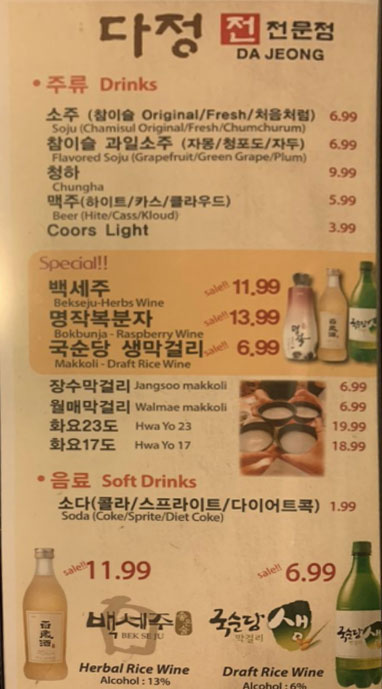 다정 전 전문점
DA JEONG
• 주류 Drinks
소주 (참이슬 Original/Fresh/처음처럼) 6.99
Soju (Chamisul Original/Fresh/Chumchurum)
참이슬 과일소주 (자몽/청포도/자두) 6.99
Flavored Soju (Grapefruit/Green Grape/Plum)
청하 9.99
Chungha
맥주(하이트/카스/클라우드) 5.99
Beer (Hite/Cass/Kloud)
Coors Light 3.99
Special!!
백세주 sale!! 11.99
Bekseju-Herbs Wine
명작복분자 sale!! 13.99
Bokbunja - Raspberry Wine
국순당 생막걸리 sale!! 6.99
Makkoli - Draft Rice Wine
장수막걸리 Jangsoo makkoli 6.99
월매막걸리 Walmae makkoli 6.99
화요23도 Hwa Yo 23 19.99
화요17도 Hwa Yo 17 18.99
• 음료 Soft Drinks
소다(콜라/스프라이트/다이어트콕) 1.99
Soda (Coke/Sprite/Diet Coke)
sale!! 11.99 sale!! 6.99
백세주 BEK SE JU
국순당 생 막걸리
Herbal Rice Wine
Alcohol : 13%
Draft Rice Wine
Alcohol : 6%